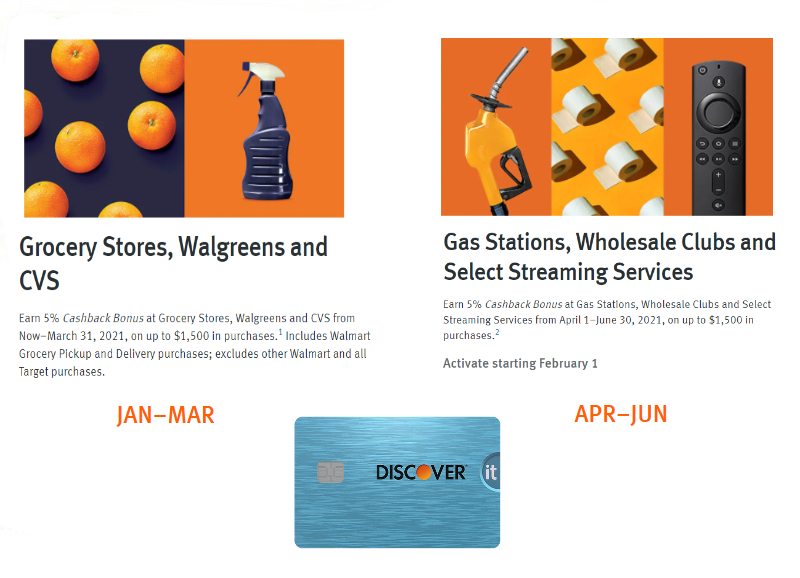 Grocery Stores, Walgreens and
CVS
Earn 5% Cashback Bonus at Grocery Stores, Walgreens and CVS from
Now–March 31, 2021, on up to $1,500 in purchases.1 Includes Walmart
Grocery Pickup and Delivery purchases; excludes other Walmart and all
Target purchases.
JAN–MAR
Gas Stations, Wholesale Clubs and
Select Streaming Services
Earn 5% Cashback Bonus at Gas Stations, Wholesale Clubs and Select
Streaming Services from April 1–June 30, 2021, on up to $1,500 in
purchases.2
Activate starting February 1
APR–JUN
DISCOVER it